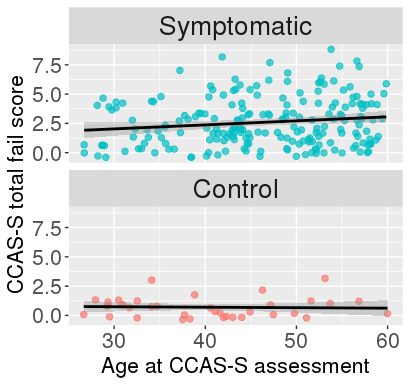 Symptomatic
7.5
5.0
2.5
0.0
Control
7.5
5.0
2.5
0.0
30 40 50 60
Age at CCAS-S assessment
CCAS-S total fail score